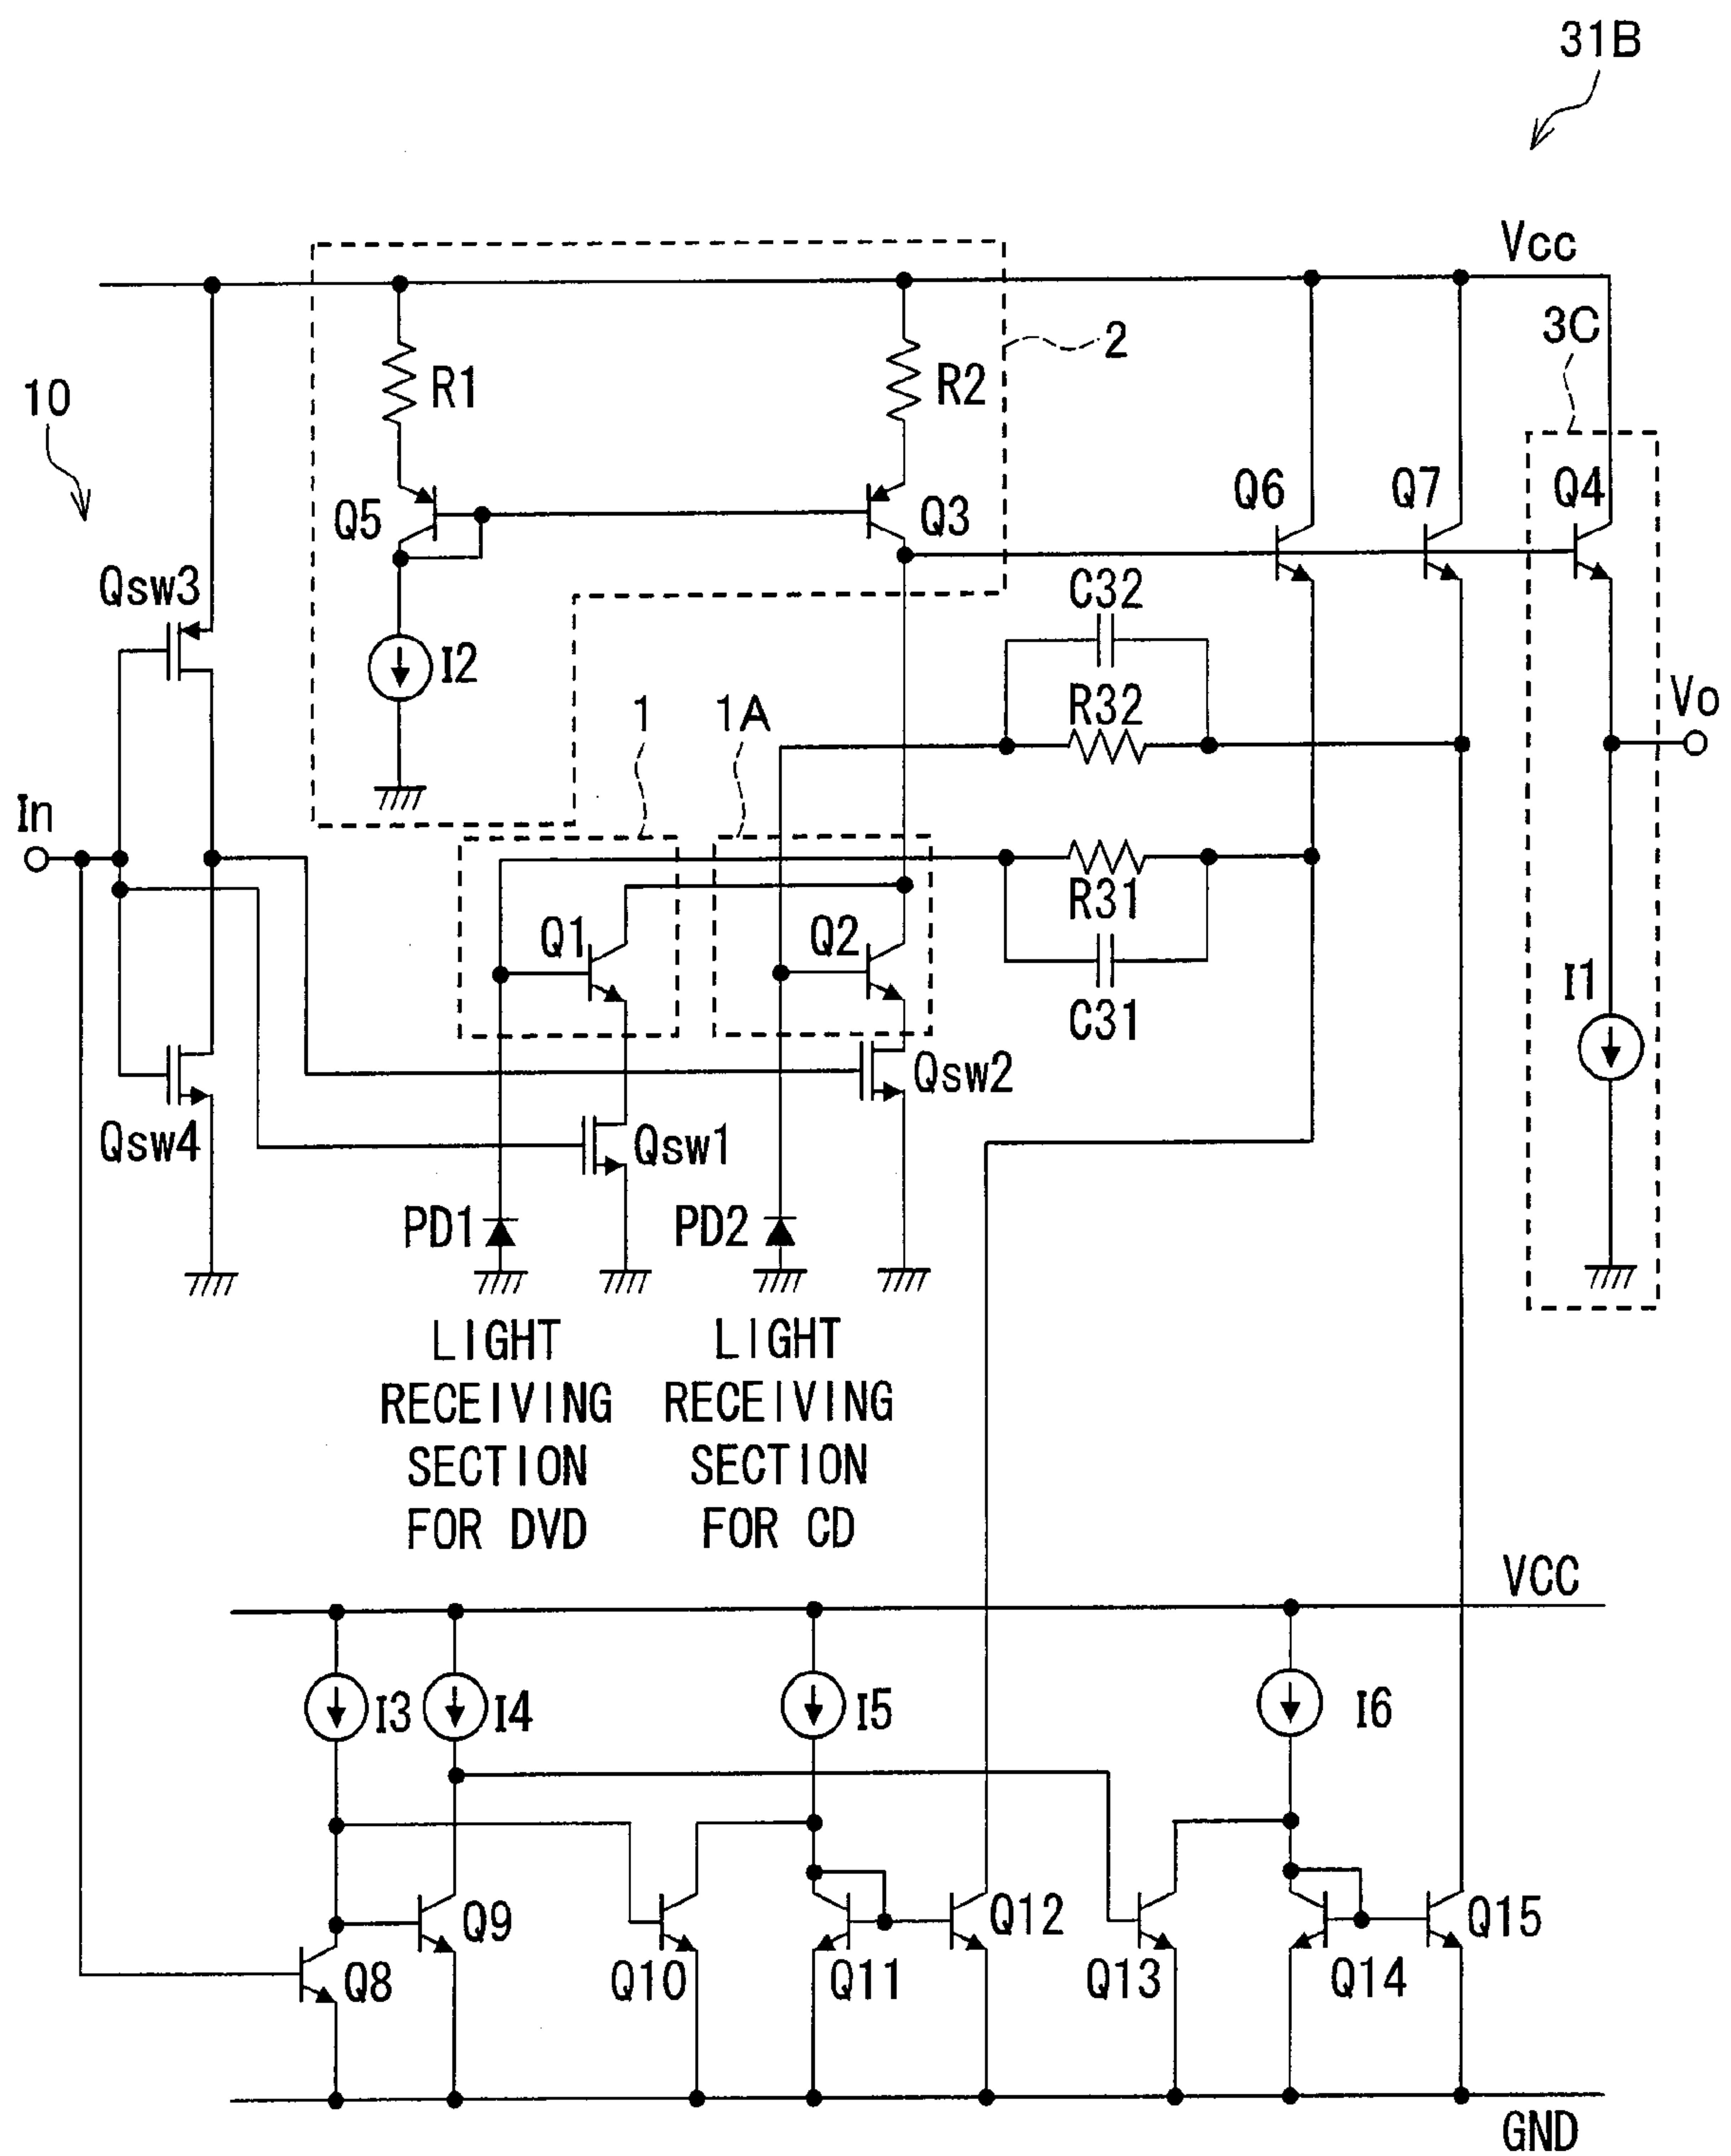 31B
Vcc
3C
2
R1
R2
10
Q5
Q3
Q6
Q7
Q4
Qsw3
C32
I2
1
1A
R32
Vo
In
R31
Q1
Q2
C31
I1
Qsw2
Qsw4
Qsw1
PD1
PD2
LIGHT
RECEIVING
SECTION
FOR DVD
LIGHT
RECEIVING
SECTION
FOR CD
VCC
I3
I4
I5
I6
Q9
Q12
Q15
Q8
Q10
Q11
Q13
Q14
GND